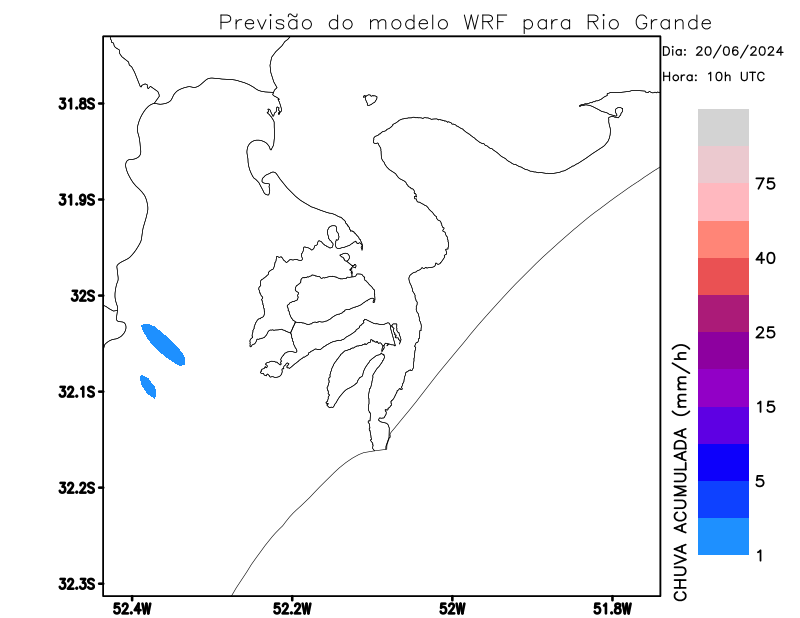 Previsão do modelo WRF para Rio Grande
Dia: 20/06/2024
Hora: 10h UTC
31.8S
31.9S
32S
32.1S
32.2S
32.3S
52.4W
52.2W
52W
51.8W
75
40
25
15
5
1
CHUVA ACUMULADA (mm/h)